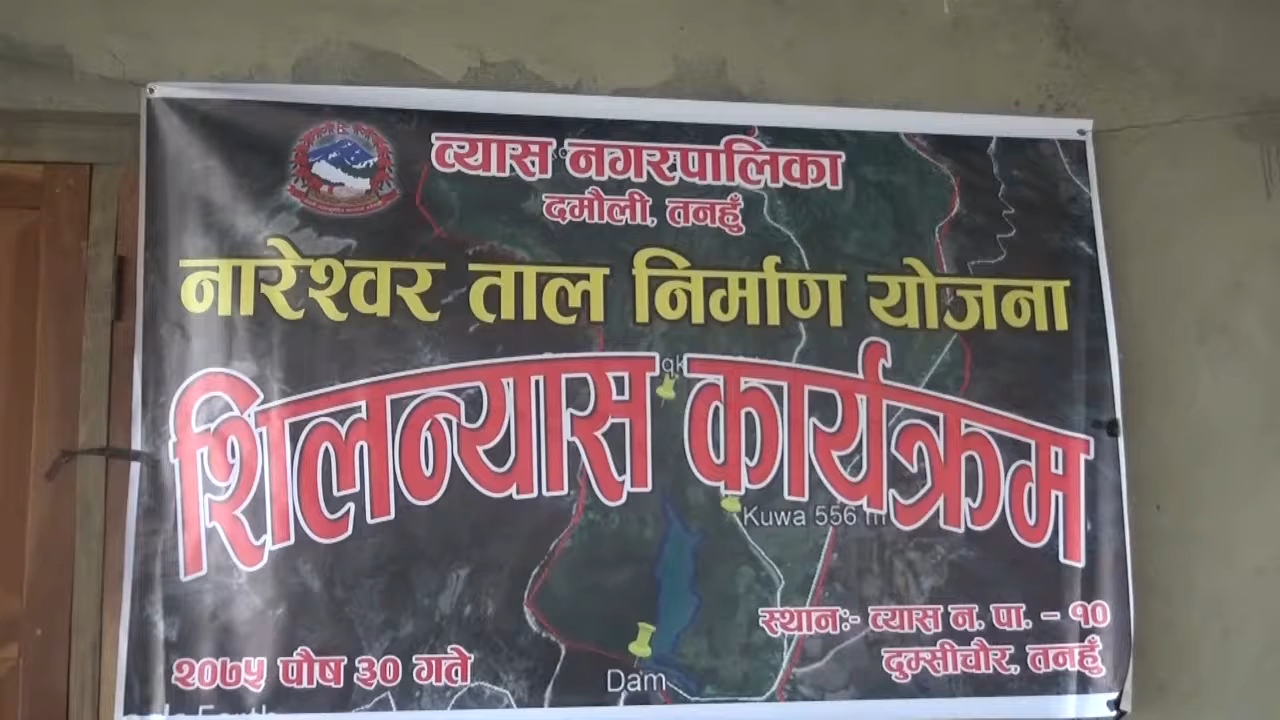 व्यास नगरपालिका
दमौली, तनहुँ
नारेश्वर ताल निर्माण योजना
शिलन्यास कार्यक्रम
Kuwa 556 m
स्थानः- व्यास न. पा. - १०
दुम्सीचौर, तनहुँ
२०७५ पौष ३० गते
Dam